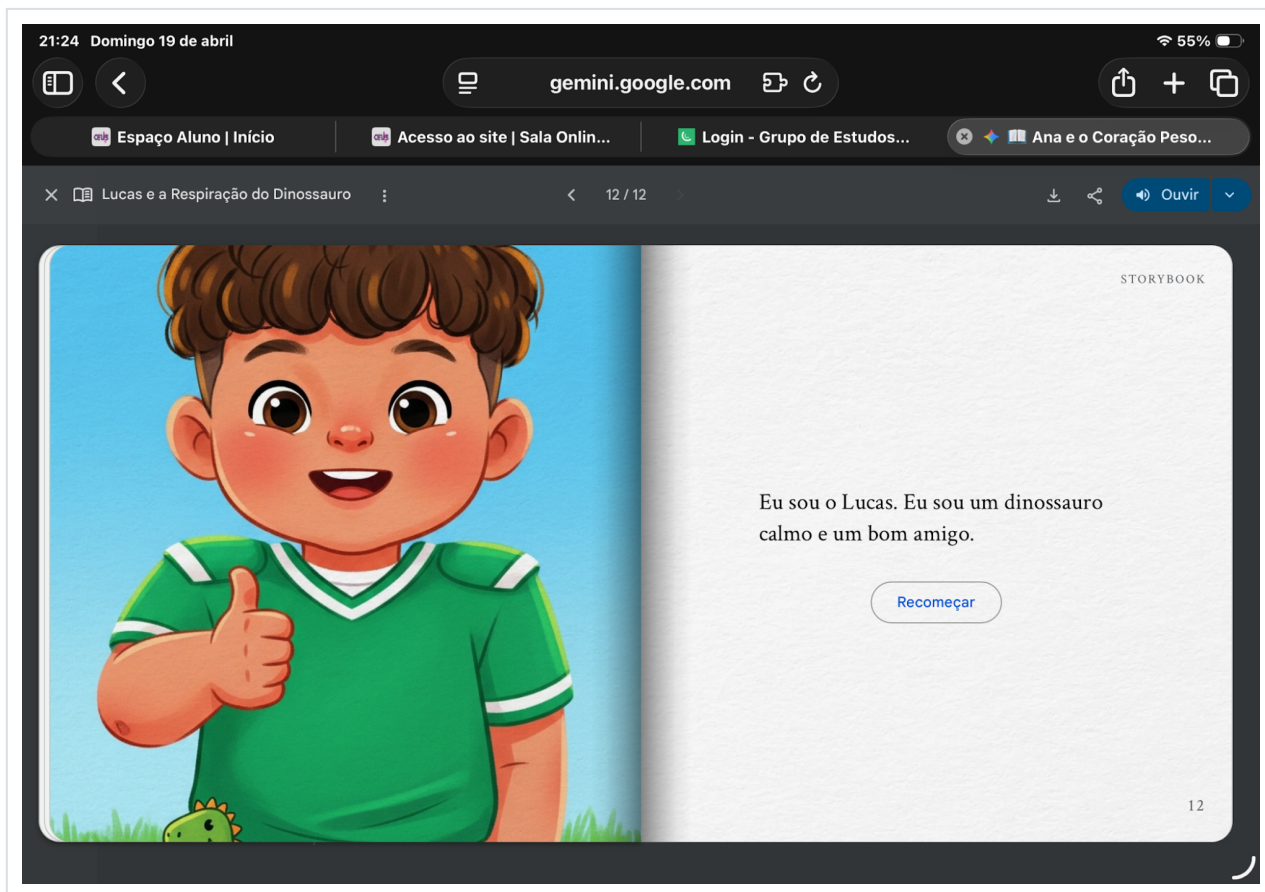 21:24 Domingo 19 de abril
55%
gemini.google.com
Espaço Aluno | Início
Acesso ao site | Sala Onlin...
Login - Grupo de Estudos...
Ana e o Coração Peso...
Lucas e a Respiração do Dinossauro
12 / 12
Ouvir
STORYBOOK
Eu sou o Lucas. Eu sou um dinossauro
calmo e um bom amigo.
Recomeçar
12